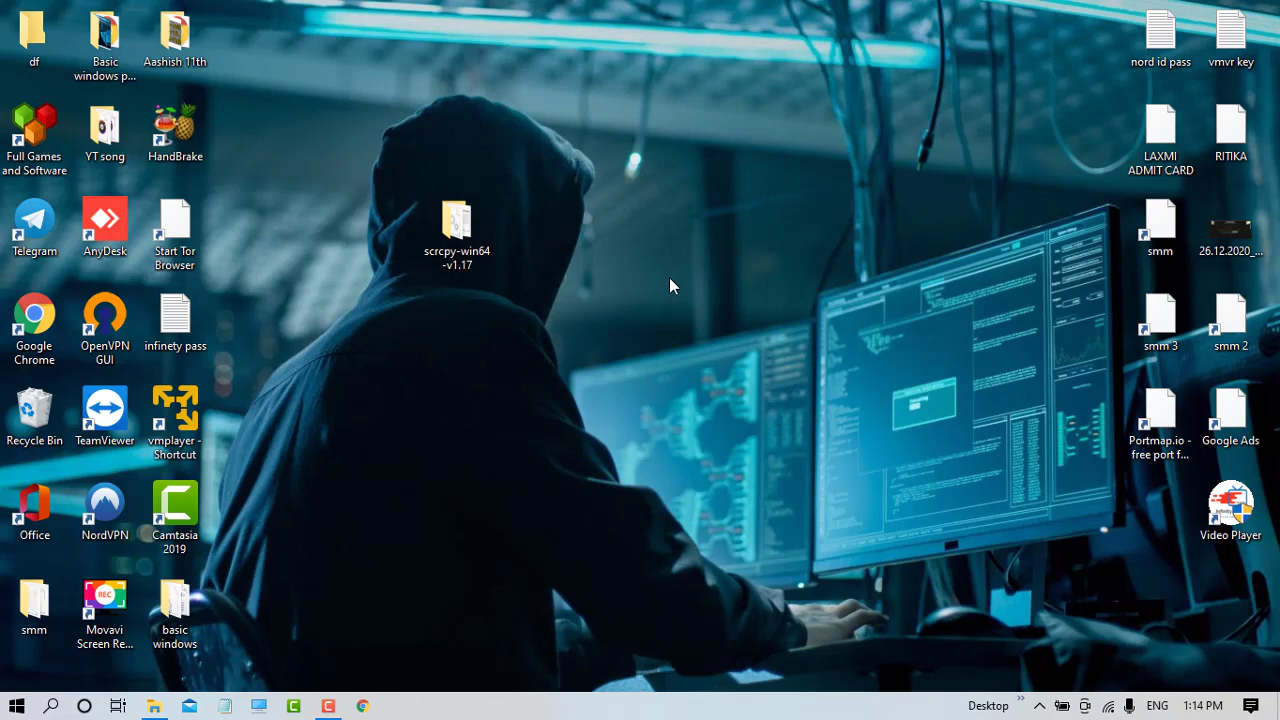 df
Basic
windows p...
Aashish 11th
nord id pass
vmvr key
Full Games
and Software
YT song
HandBrake
LAXMI
ADMIT CARD
RITIKA
Telegram
AnyDesk
Start Tor
Browser
scrcpy-win64
-v1.17
smm
26.12.2020_...
Google
Chrome
OpenVPN
GUI
infinety pass
smm 3
smm 2
Recycle Bin
TeamViewer
vmplayer -
Shortcut
Portmap.io -
free port f...
Google Ads
Office
NordVPN
Camtasia
2019
Video Player
smm
REC
Movavi
Screen Re...
basic
windows
Desktop
ENG
1:14 PM